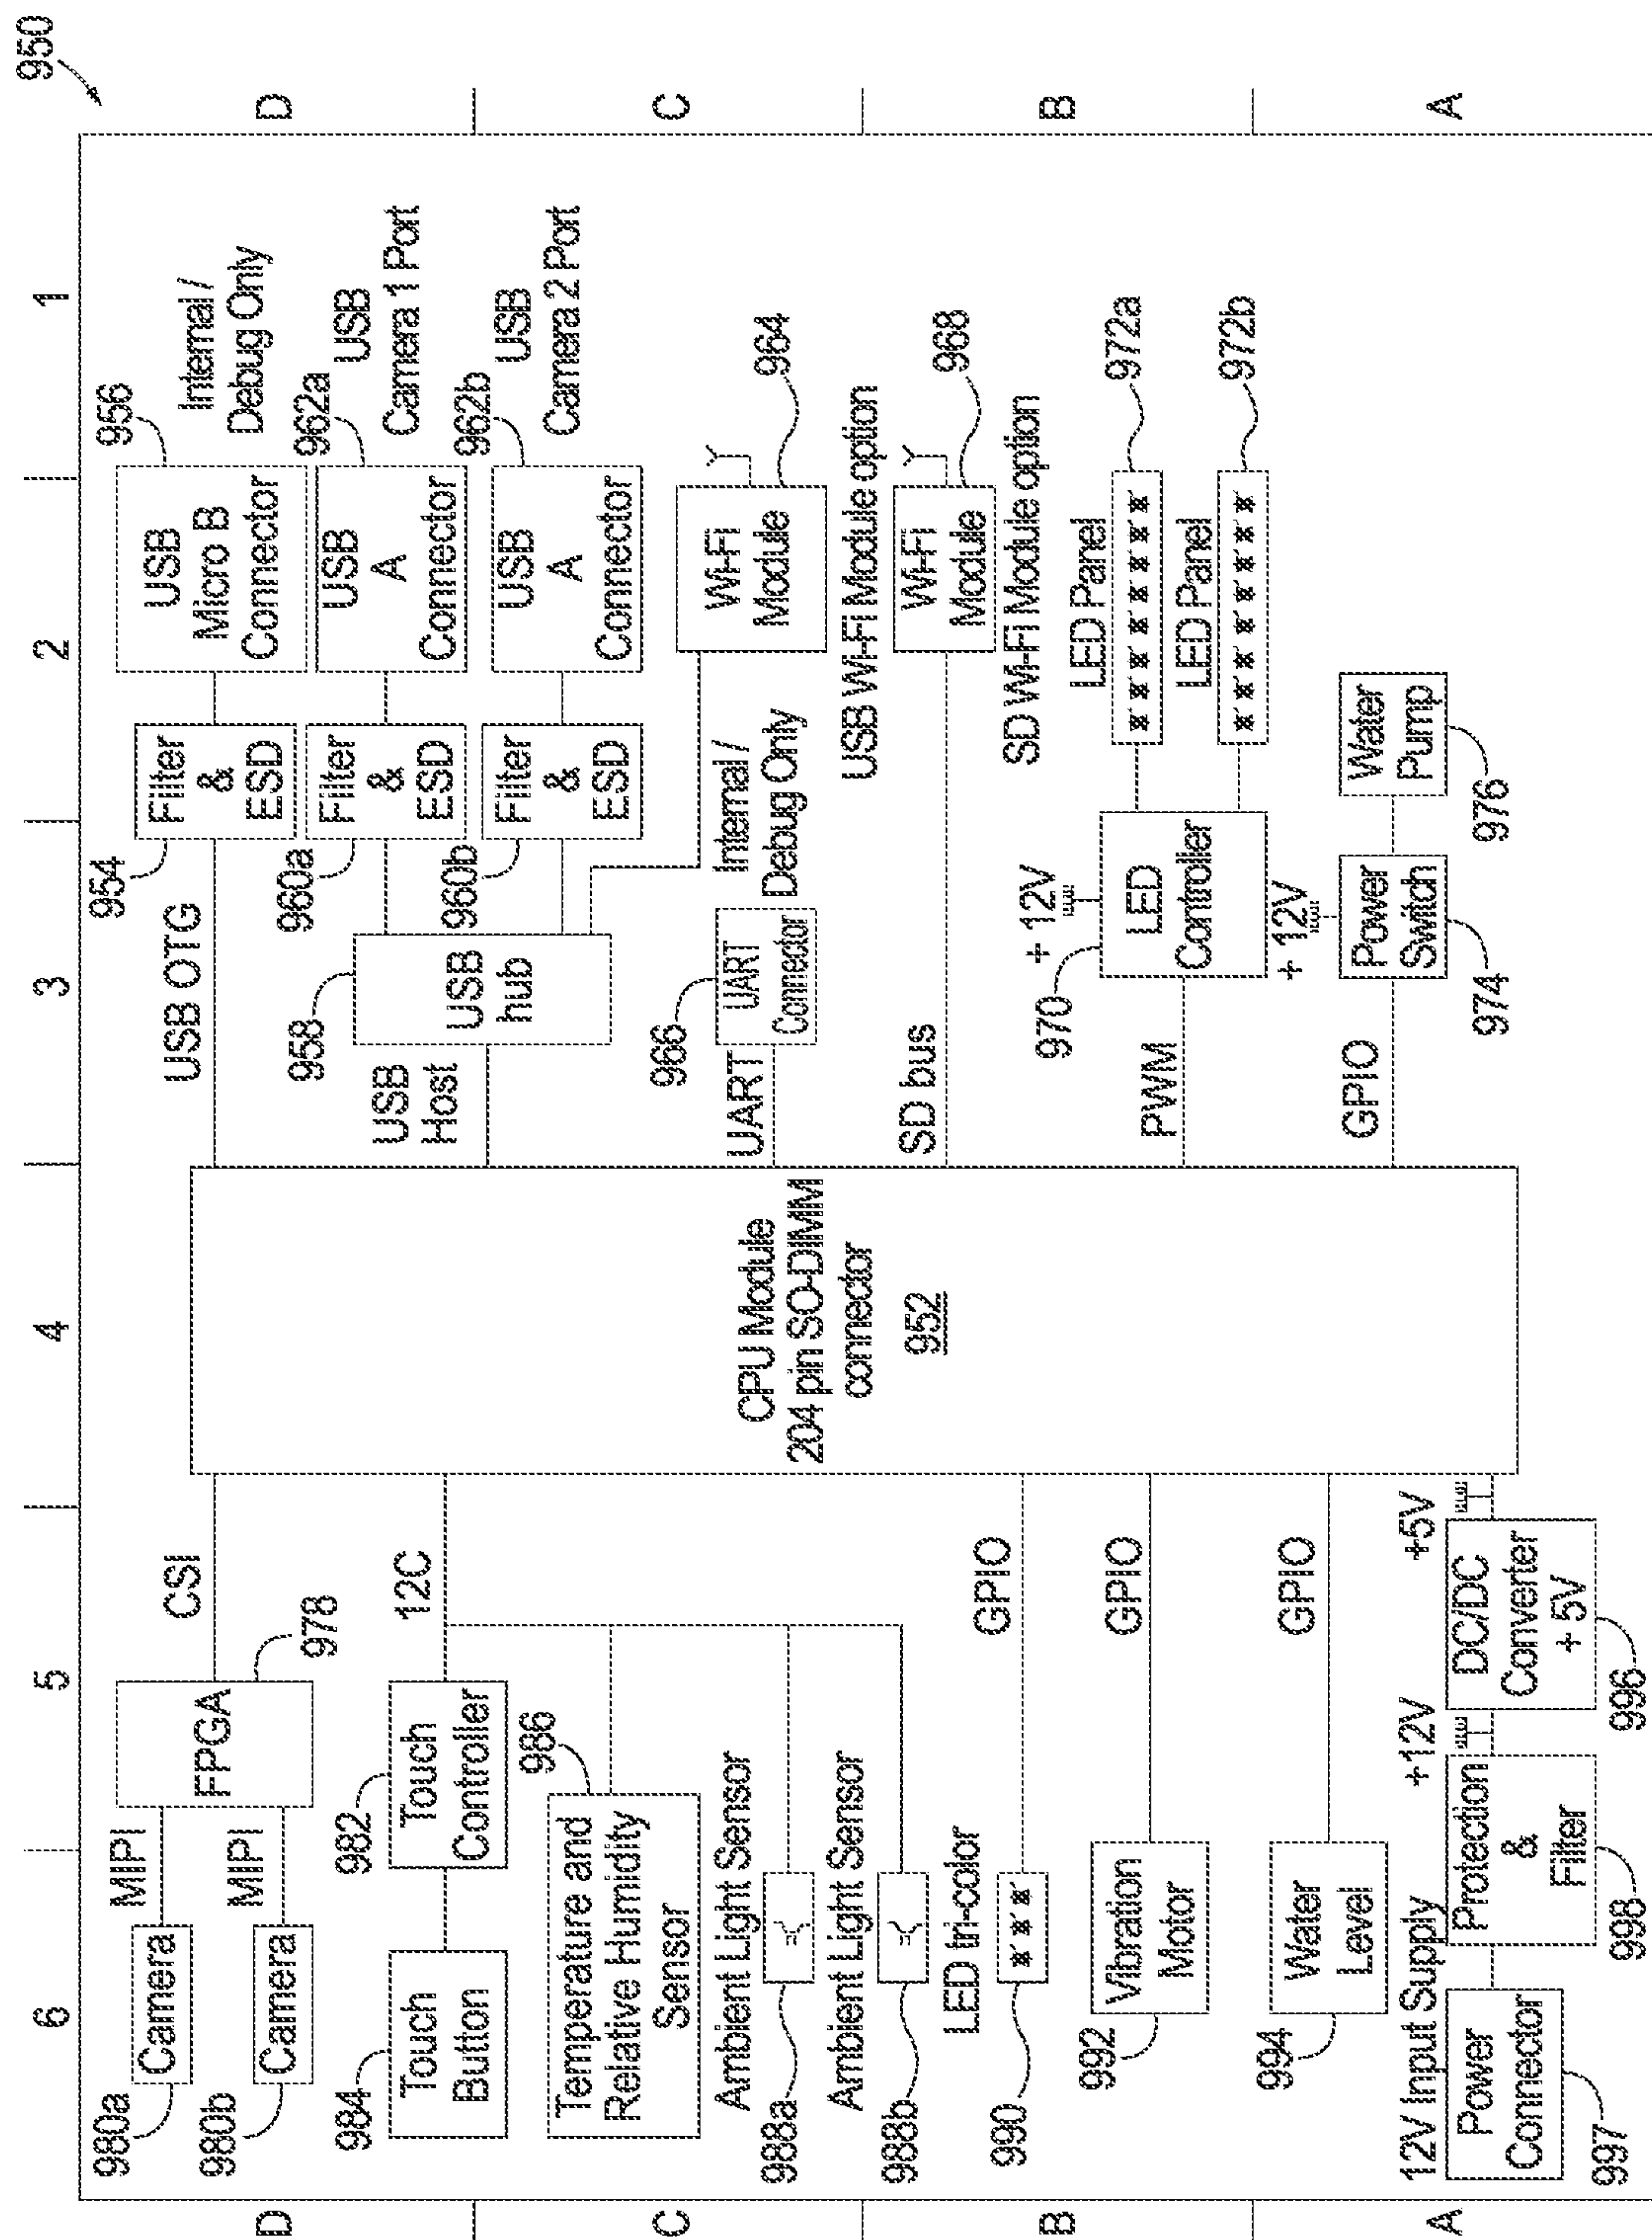 950
6
5
4
3
2
1
D
D
C
C
B
B
A
A
980a
Camera
MIPI
980b
Camera
MIPI
FPGA
978
CSI
984
Touch
Button
982
Touch
Controller
12C
986
Temperature and
Relative Humidity
Sensor
Ambient Light Sensor
988a
Ambient Light Sensor
988b
LED tri-color
990
GPIO
992
Vibration
Motor
GPIO
994
Water
Level
GPIO
12V Input Supply
Power
Connector
997
Protection
&
Filter
998
+12V
DC/DC
Converter
+ 5V
996
+5V
CPU Module
204 pin SO-DIMM
connector
952
USB OTG
954
Filter
&
ESD
956
USB
Micro B
Connector
Internal /
Debug Only
USB
Host
958
USB
hub
960a
Filter
&
ESD
962a
USB
A
Connector
USB
Camera 1 Port
960b
Filter
&
ESD
962b
USB
A
Connector
USB
Camera 2 Port
Wi-Fi
Module
964
USB Wi-Fi Module option
UART
966
UART
Connector
Internal /
Debug Only
SD bus
Wi-Fi
Module
968
SD Wi-Fi Module option
PWM
970
+ 12V
LED
Controller
LED Panel
972a
LED Panel
972b
GPIO
+ 12V
Power
Switch
974
Water
Pump
976